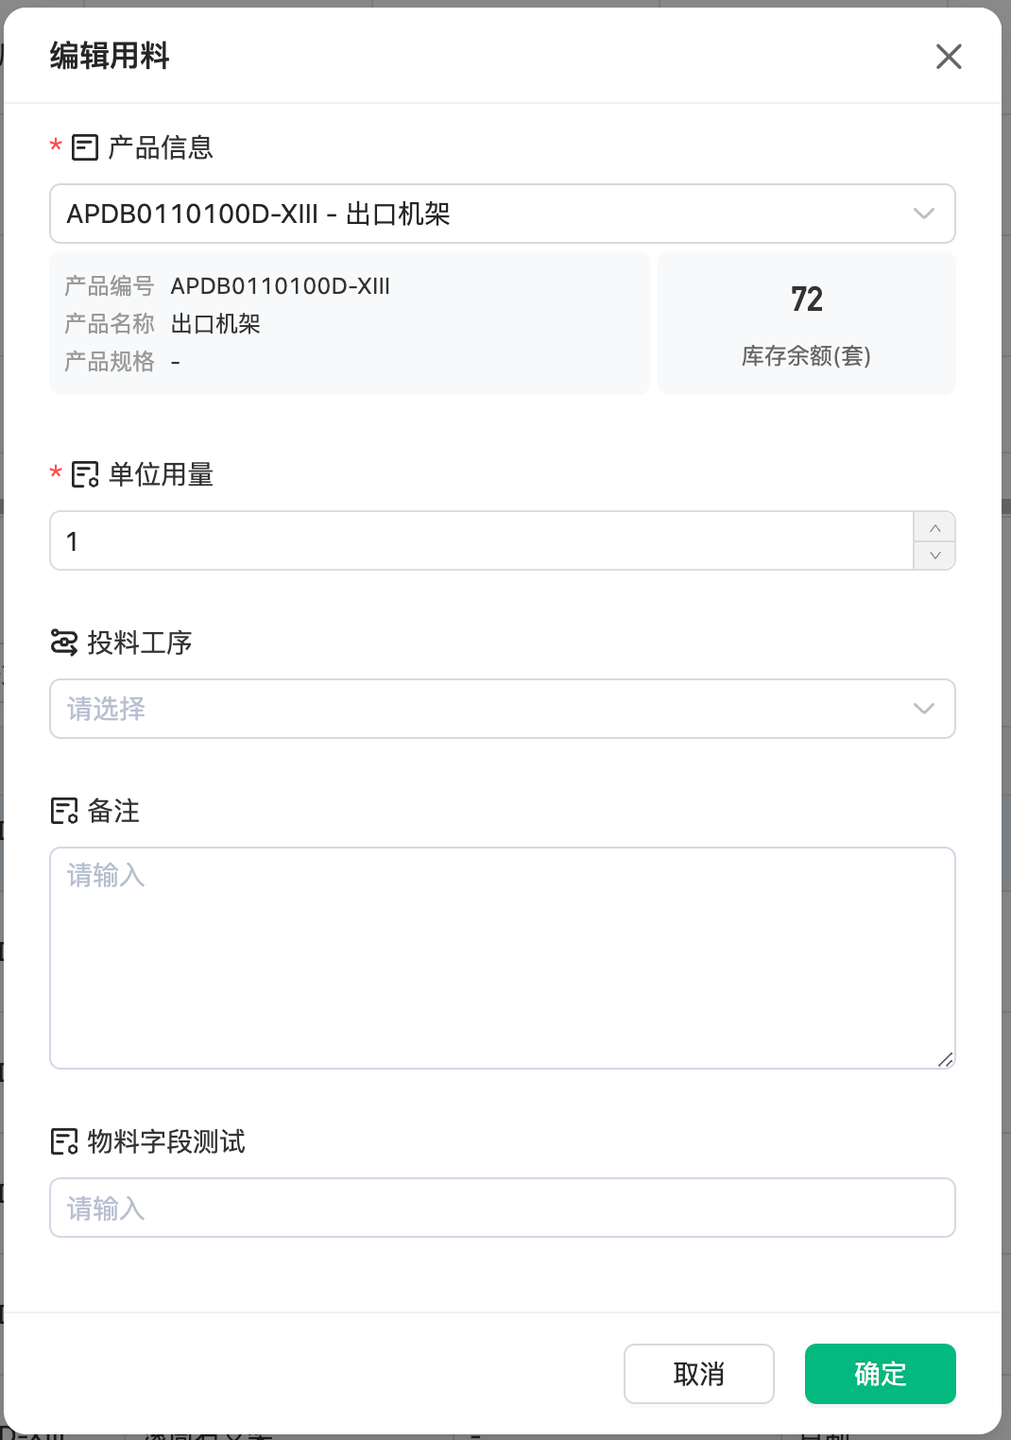 编辑用料
* 产品信息
APDB0110100D-XIII - 出口机架
产品编号 APDB0110100D-XIII
产品名称 出口机架
产品规格 -
72
库存余额(套)
* 单位用量
1
投料工序
请选择
备注
请输入
物料字段测试
请输入
取消
确定